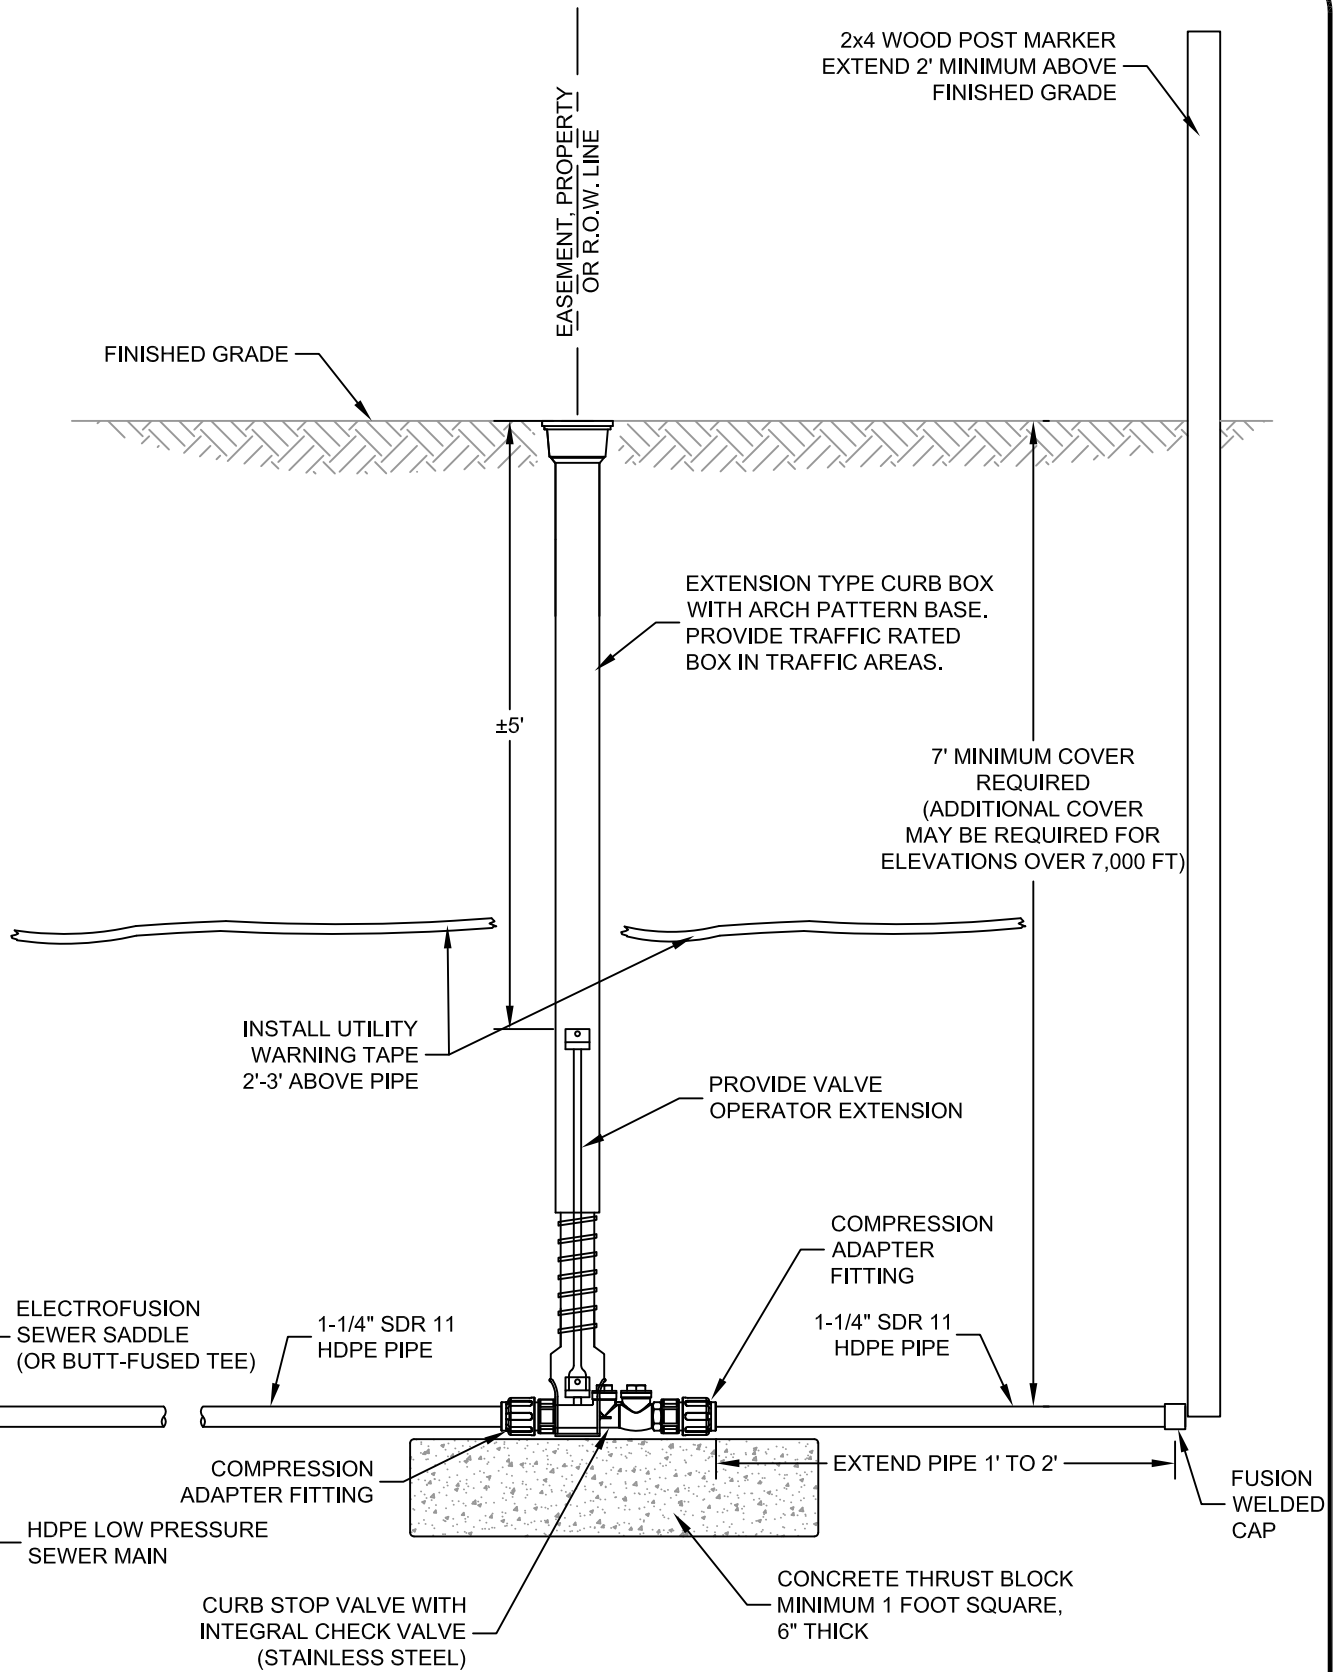 2x4 WOOD POST MARKER
EXTEND 2' MINIMUM ABOVE
FINISHED GRADE
EASEMENT, PROPERTY
OR R.O.W. LINE
FINISHED GRADE
EXTENSION TYPE CURB BOX
WITH ARCH PATTERN BASE.
PROVIDE TRAFFIC RATED
BOX IN TRAFFIC AREAS.
±5'
7' MINIMUM COVER
REQUIRED
(ADDITIONAL COVER
MAY BE REQUIRED FOR
ELEVATIONS OVER 7,000 FT)
INSTALL UTILITY
WARNING TAPE
2'-3' ABOVE PIPE
PROVIDE VALVE
OPERATOR EXTENSION
COMPRESSION
ADAPTER
FITTING
ELECTROFUSION
SEWER SADDLE
(OR BUTT-FUSED TEE)
1-1/4" SDR 11
HDPE PIPE
1-1/4" SDR 11
HDPE PIPE
COMPRESSION
ADAPTER FITTING
EXTEND PIPE 1' TO 2'
FUSION
WELDED
CAP
HDPE LOW PRESSURE
SEWER MAIN
CURB STOP VALVE WITH
INTEGRAL CHECK VALVE
(STAINLESS STEEL)
CONCRETE THRUST BLOCK
MINIMUM 1 FOOT SQUARE,
6" THICK